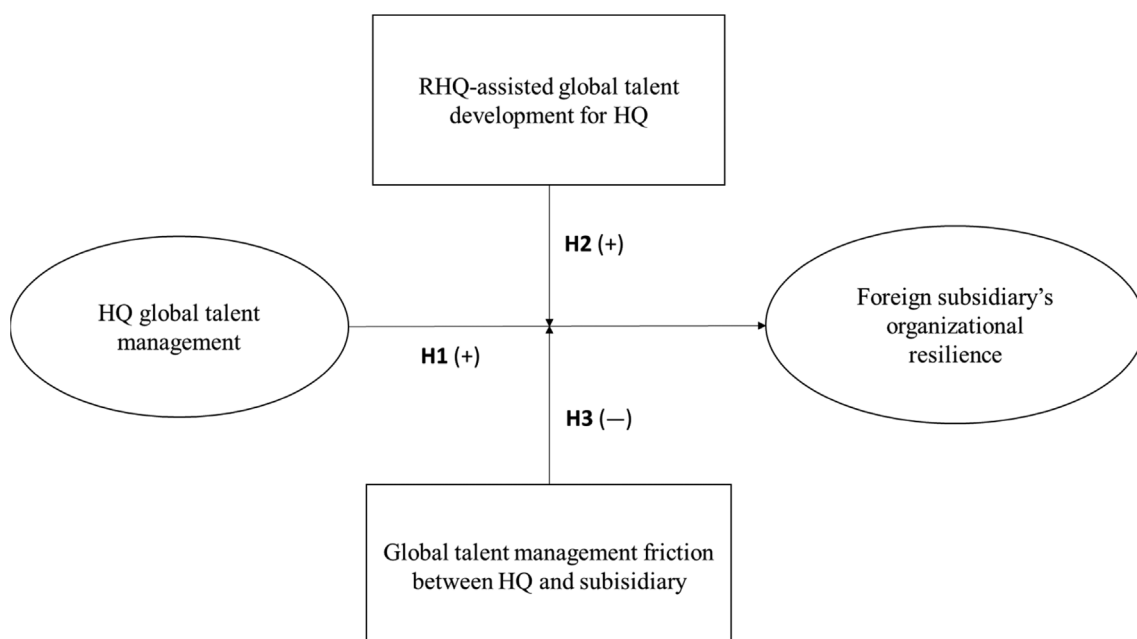 RHQ-assisted global talent
development for HQ
H2 (+)
HQ global talent
management
H1 (+)
Foreign subsidiary’s
organizational
resilience
H3 (—)
Global talent management friction
between HQ and subisidiary